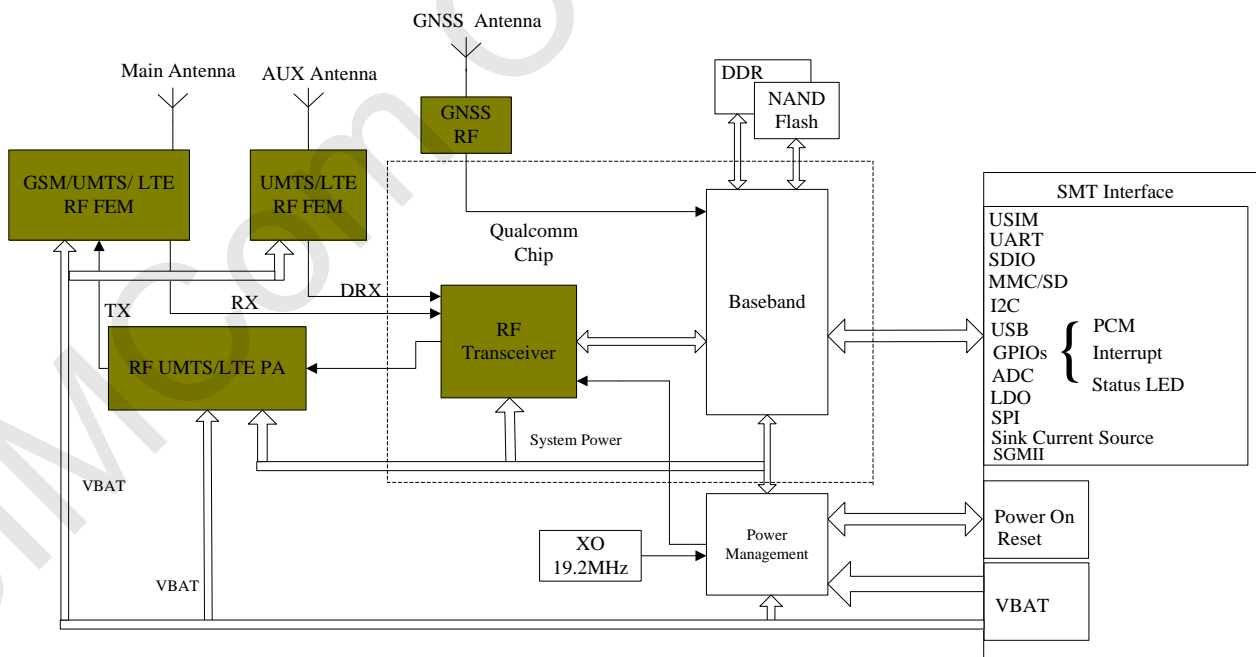 GNSS Antenna
Main Antenna
AUX Antenna
DDR
NAND
Flash
GNSS
RF
GSM/UMTS/ LTE
RF FEM
UMTS/LTE
RF FEM
Qualcomm
Chip
SMT Interface
USIM
UART
SDIO
MMC/SD
I2C
USB
GPIOs
ADC
LDO
SPI
Sink Current Source
SGMII
PCM
Interrupt
Status LED
Baseband
DRX
RX
TX
RF
Transceiver
RF UMTS/LTE PA
System Power
VBAT
VBAT
XO
19.2MHz
Power
Management
Power On
Reset
VBAT